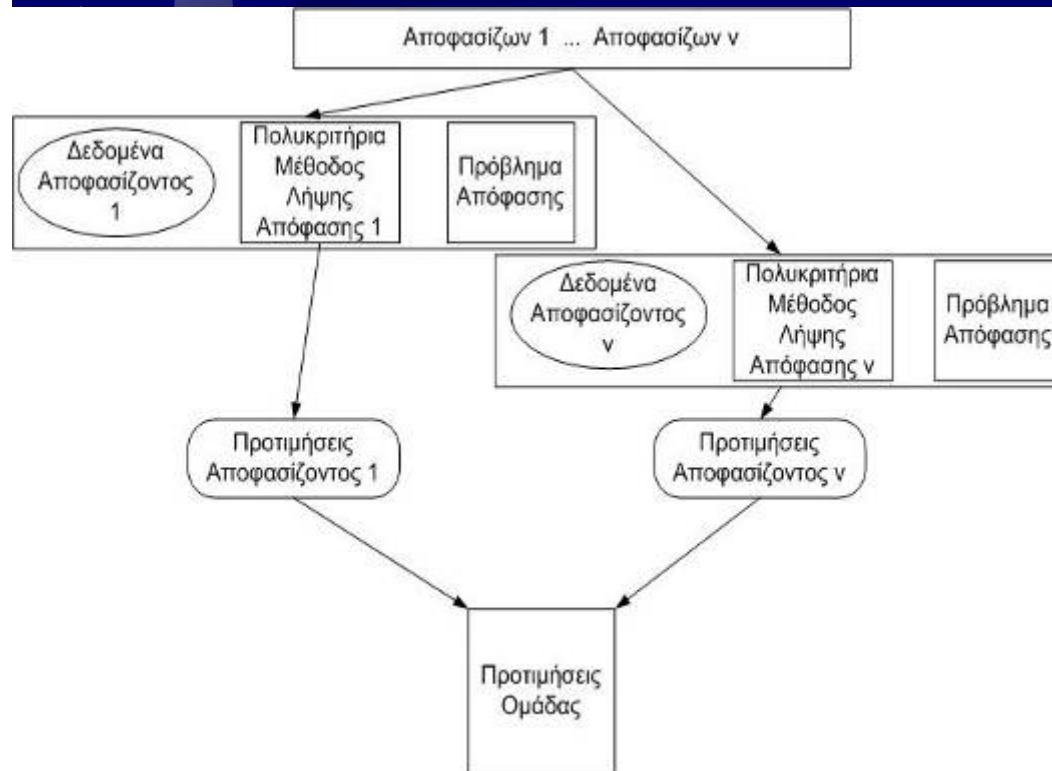 Αποφασίζων 1 ... Αποφασίζων ν
Δεδομένα
Αποφασίζοντος
1
Πολυκριτήρια
Μέθοδος
Λήψης
Απόφασης 1
Πρόβλημα
Απόφασης
Δεδομένα
Αποφασίζοντος
ν
Πολυκριτήρια
Μέθοδος
Λήψης
Απόφασης ν
Πρόβλημα
Απόφασης
Προτιμήσεις
Αποφασίζοντος 1
Προτιμήσεις
Αποφασίζοντος ν
Προτιμήσεις
Ομάδας